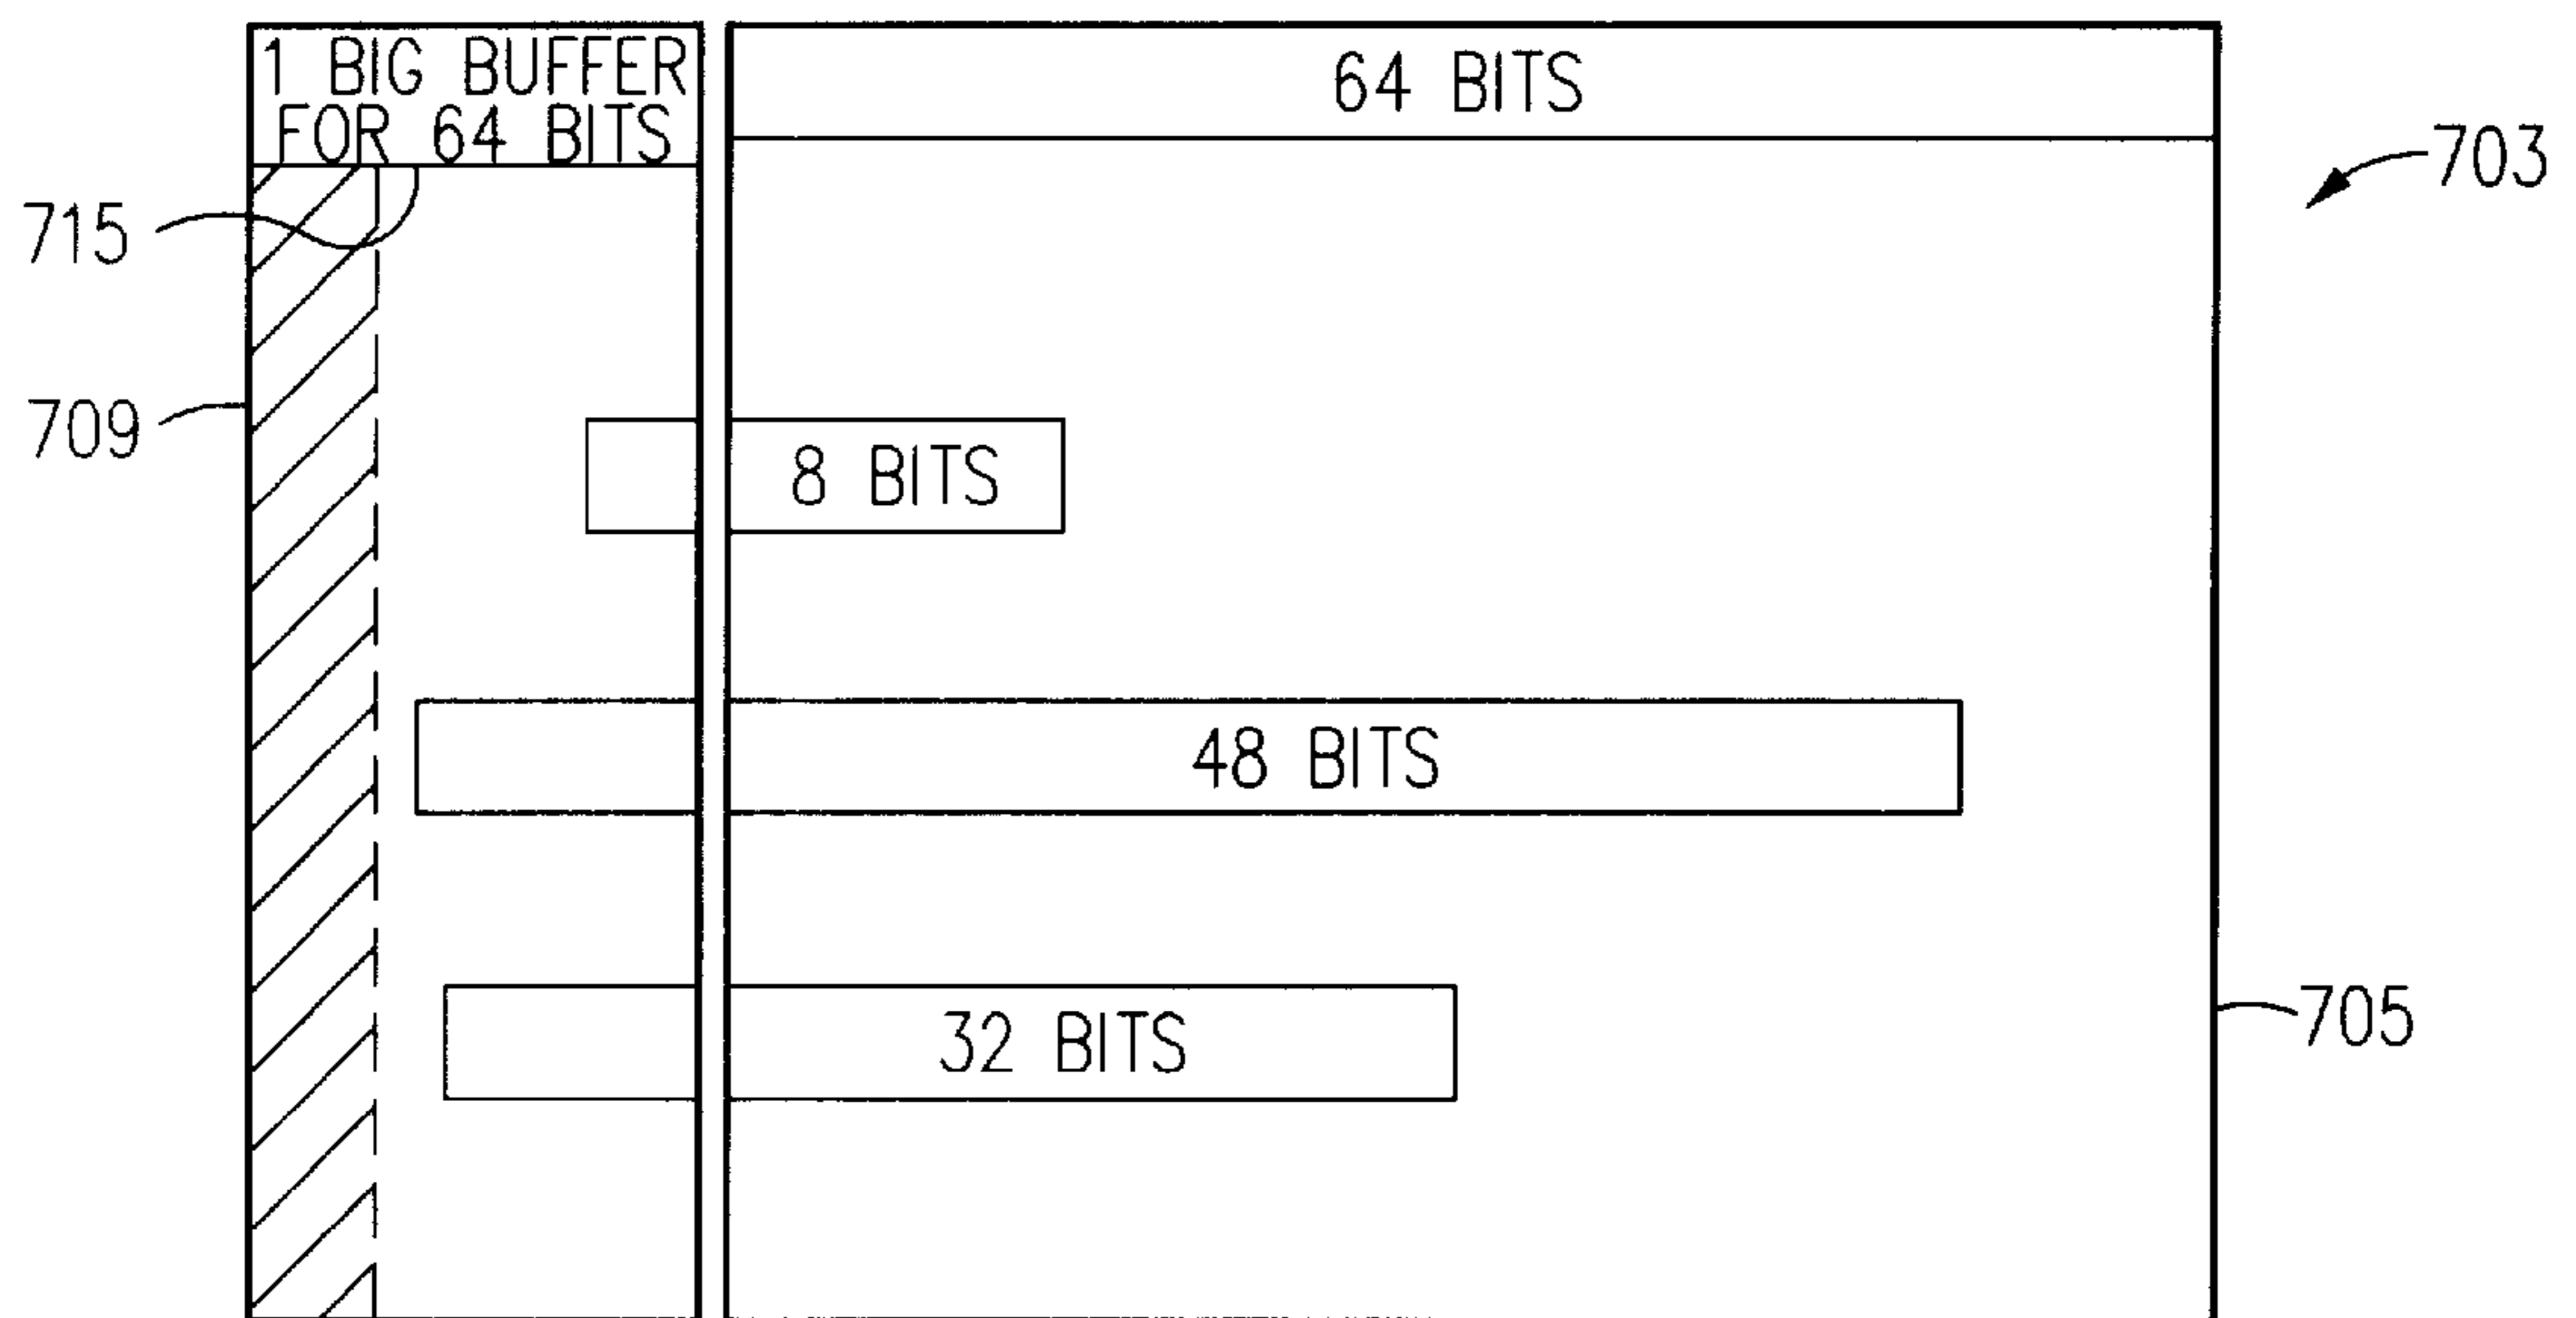 1 BIG BUFFER
FOR 64 BITS
64 BITS
703
715
709
8 BITS
48 BITS
32 BITS
705